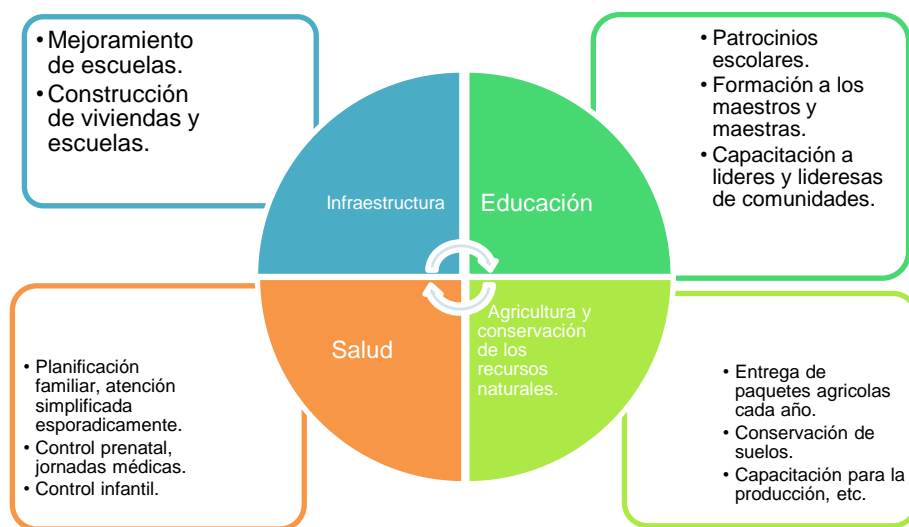 • Mejoramiento
de escuelas.
• Construcción
de viviendas y
escuelas.
• Patrocinios
escolares.
• Formación a los
maestros y
maestras.
• Capacitación a
lideres y lideresas
de comunidades.
Infraestructura
Educación
Salud
Agricultura y
conservación
de los
recursos
naturales.
• Planificación
familiar, atención
simplificada
esporadicamente.
• Control prenatal,
jornadas médicas.
• Control infantil.
• Entrega de
paquetes agricolas
cada año.
• Conservación de
suelos.
• Capacitación para la
producción, etc.